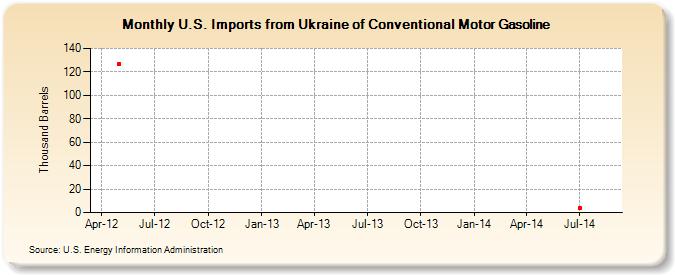 Monthly U.S. Imports from Ukraine of Conventional Motor Gasoline
Thousand Barrels
140
120
100
80
60
40
20
0
Apr-12 Jul-12 Oct-12 Jan-13 Apr-13 Jul-13 Oct-13 Jan-14 Apr-14 Jul-14
Source: U.S. Energy Information Administration